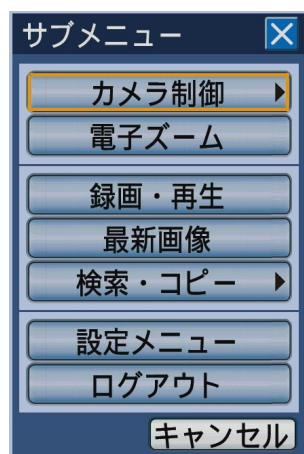 サブメニュー
カメラ制御
電子ズーム
録画・再生
最新画像
検索・コピー
設定メニュー
ログアウト
キャンセル